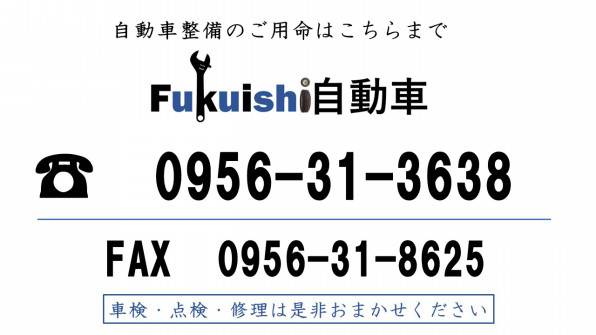 自動車整備のご用命はこちらまで
Fukuishi自動車
☎ 0956-31-3638
FAX 0956-31-8625
車検・点検・修理は是非おまかせください